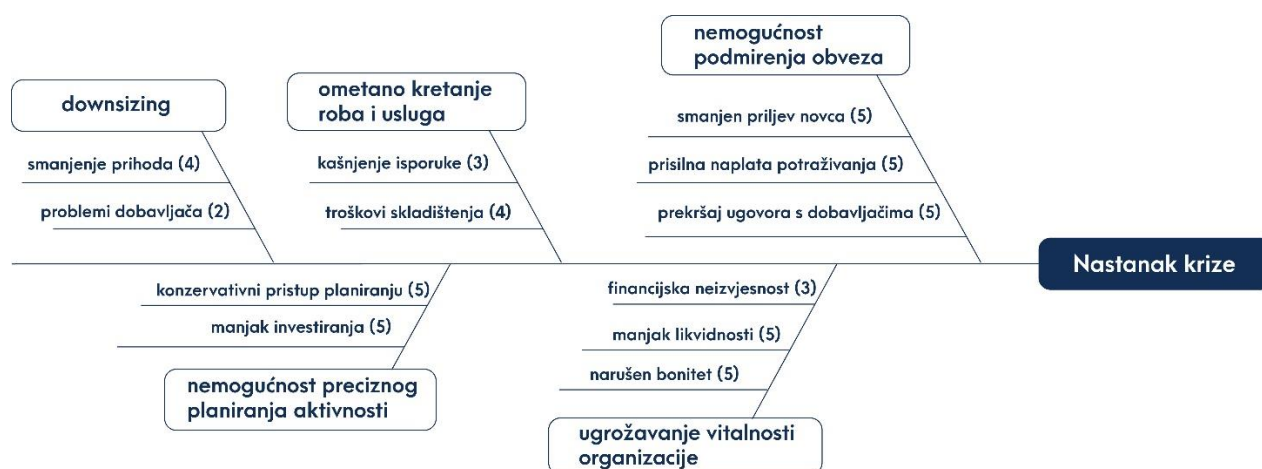 nemogućnost
podmirenja obveza
downsizing
ometano kretanje
roba i usluga
smanjen priljev novca (5)
smanjenje prihoda (4)
kašnjenje isporuke (3)
prisilna naplata potraživanja (5)
problemi dobavljača (2)
troškovi skladištenja (4)
prekršaj ugovora s dobavljačima (5)
Nastanak krize
konzervativni pristup planiranju (5)
financijska neizvjesnost (3)
manjak investiranja (5)
manjak likvidnosti (5)
narušen bonitet (5)
nemogućnost preciznog
planiranja aktivnosti
ugrožavanje vitalnosti
organizacije